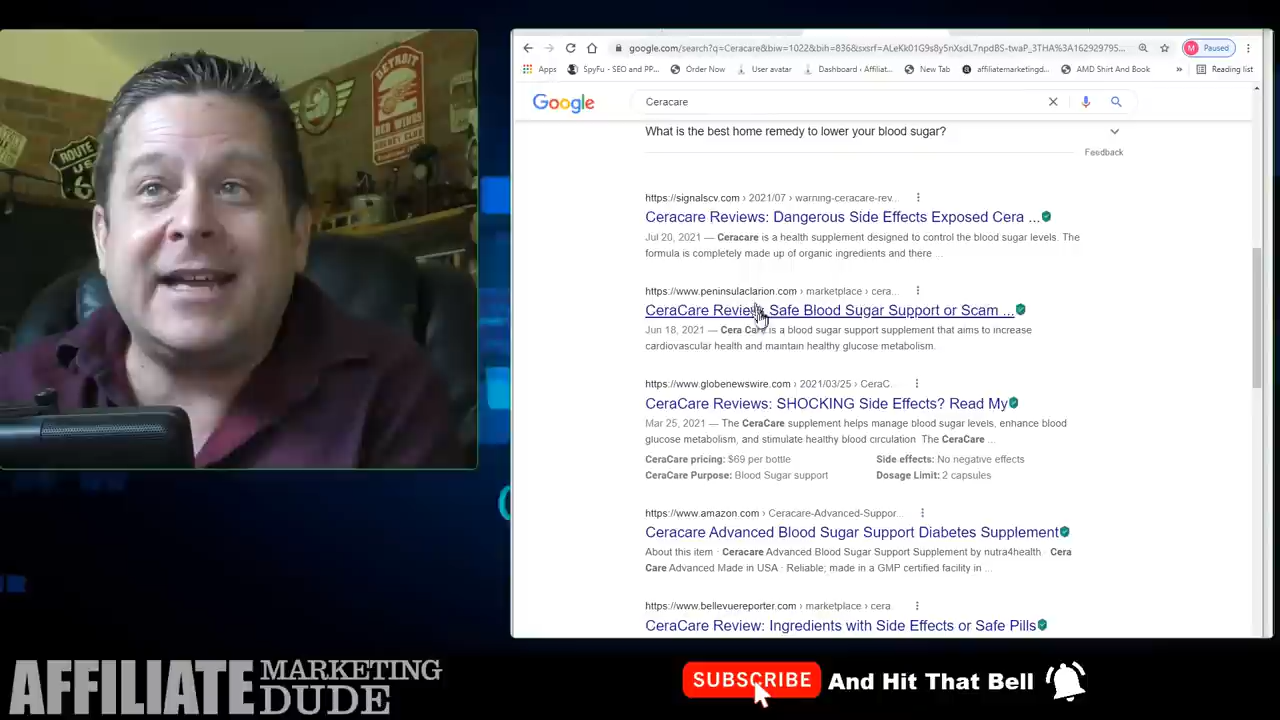 ROUTE
US
6
DETROIT
RED WINGS
HOCKEY CLUB
google.com/search?q=Ceracare&biw=1022&bih=836&sxsrf=ALeKk01G9s8y5nXsdL7npd8S-twaP_3THA%3A162929795...
Paused
Apps
SpyFu - SEO and PP...
Order Now
User avatar
Dashboard ‹ Affiliat...
New Tab
affiliatemarketingd...
AMD Shirt And Book
»
Reading list
Google
Ceracare
What is the best home remedy to lower your blood sugar?
Feedback
https://signalscv.com › 2021/07 › warning-ceracare-rev...
Ceracare Reviews: Dangerous Side Effects Exposed Cera ...
Jul 20, 2021 — Ceracare is a health supplement designed to control the blood sugar levels. The
formula is completely made up of organic ingredients and there ...
https://www.peninsulaclarion.com › marketplace › cera...
CeraCare Review: Safe Blood Sugar Support or Scam ...
Jun 18, 2021 — Cera Care is a blood sugar support supplement that aims to increase
cardiovascular health and maintain healthy glucose metabolism.
https://www.globenewswire.com › 2021/03/25 › CeraC...
CeraCare Reviews: SHOCKING Side Effects? Read My
Mar 25, 2021 — The CeraCare supplement helps manage blood sugar levels, enhance blood
glucose metabolism, and stimulate healthy blood circulation The CeraCare ...
CeraCare pricing: $69 per bottle
Side effects: No negative effects
CeraCare Purpose: Blood Sugar support
Dosage Limit: 2 capsules
https://www.amazon.com › Ceracare-Advanced-Suppor...
Ceracare Advanced Blood Sugar Support Diabetes Supplement
About this item · Ceracare Advanced Blood Sugar Support Supplement by nutra4health · Cera
Care Advanced Made in USA · Reliable; made in a GMP certified facility in ...
https://www.bellevuereporter.com › marketplace › cera
CeraCare Review: Ingredients with Side Effects or Safe Pills
AFFILIATE MARKETING
DUDE
SUBSCRIBE And Hit That Bell